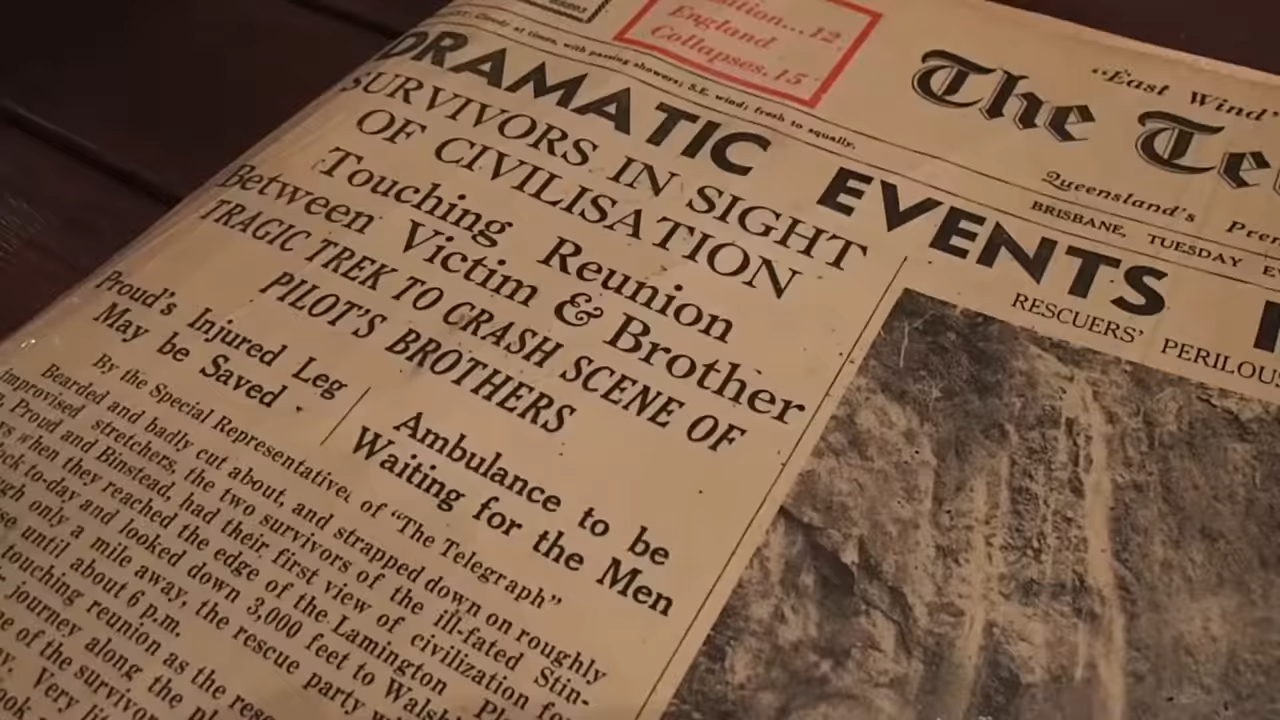 England
Collapses. 15
"East Wind"
The Te
Queensland's
BRISBANE, TUESDAY
Cloudy at times, with passing showers; S.E. wind; fresh to squally.
DRAMATIC EVENTS
SURVIVORS IN SIGHT
OF CIVILISATION
Touching Reunion
Between Victim & Brother
TRAGIC TREK TO CRASH SCENE OF
PILOT'S BROTHERS
Proud's Injured Leg
May be Saved
Ambulance to be
Waiting for the Men
RESCUERS' PERILOUS
By the Special Representative of "The Telegraph"
Bearded and badly cut about, and strapped down on roughly
improvised stretchers, the two survivors of the ill-fated Stin-
Proud and Binstead, had their first view of civilization
when they reached the edge of the Lamington
to-day and looked down 3,000 feet to
only a mile away, the rescue party
until about 6 p.m.
touching reunion as the
journey along the
of the
Very